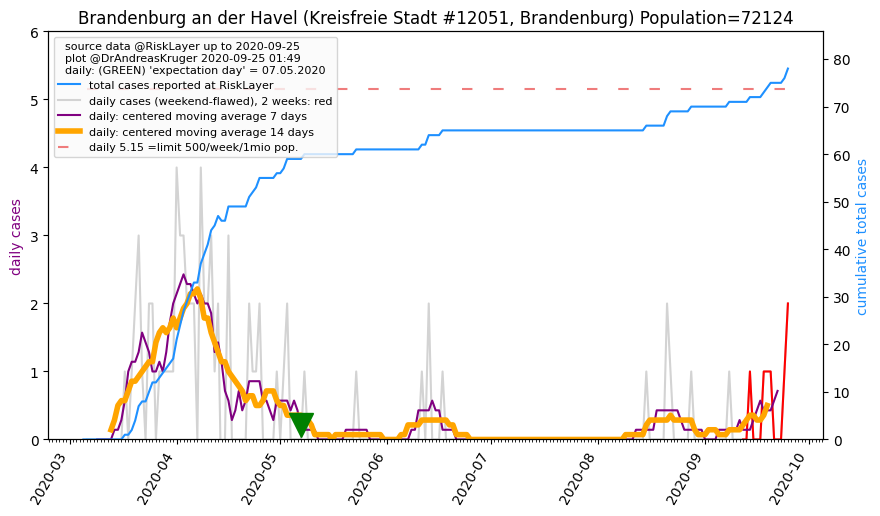 Brandenburg an der Havel (Kreisfreie Stadt #12051, Brandenburg) Population=72124
source data @RiskLayer up to 2020-09-25
plot @DrAndreasKruger 2020-09-25 01:49
daily: (GREEN) 'expectation day' = 07.05.2020
total cases reported at RiskLayer
daily cases (weekend-flawed), 2 weeks: red
daily: centered moving average 7 days
daily: centered moving average 14 days
daily 5.15 =limit 500/week/1mio pop.
daily cases
6
5
4
3
2
1
0
cumulative total cases
80
70
60
50
40
30
20
10
0
2020-03
2020-04
2020-05
2020-06
2020-07
2020-08
2020-09
2020-10